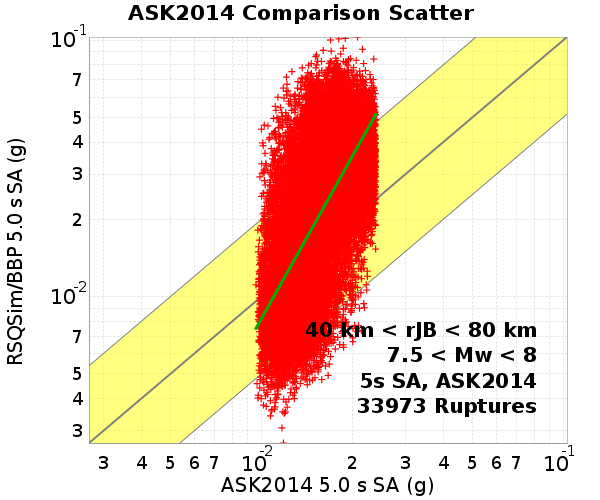 ASK2014 Comparison Scatter
RSQSim/BBP 5.0 s SA (g)
10-1
7
5
4
3
2
10-2
7
5
4
3
40 km < rJB < 80 km
7.5 < Mw < 8
5s SA, ASK2014
33973 Ruptures
3 4 5 6 7 10-2 2 3 4 5 6 7 10-1
ASK2014 5.0 s SA (g)